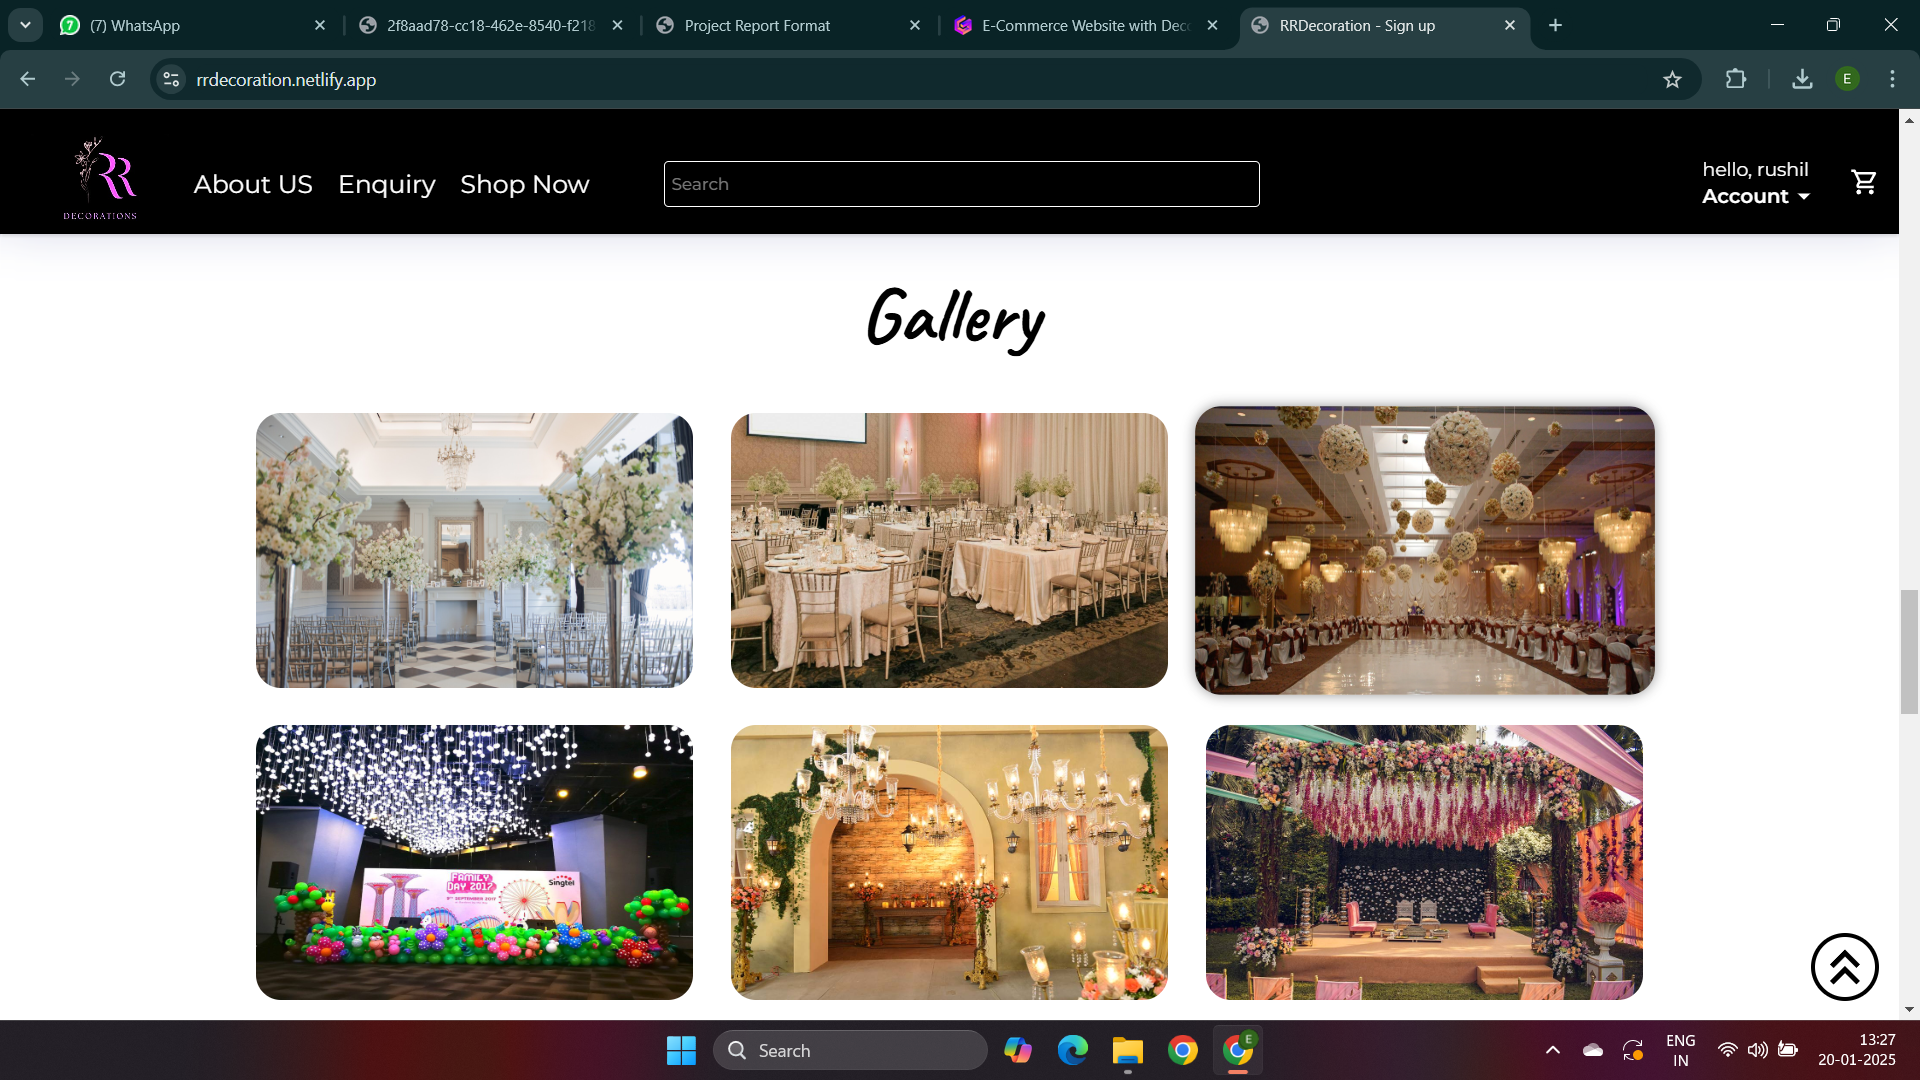 (7) WhatsApp
2f8aad78-cc18-462e-8540-f218
Project Report Format
E-Commerce Website with Deco
RRDecoration - Sign up
rrdecoration.netlify.app
E
RR
DECORATIONS
About US
Enquiry
Shop Now
Search
hello, rushil
Account
Gallery
FAMILY
DAY 2017
Singtel
Search
ENG
IN
13:27
20-01-2025